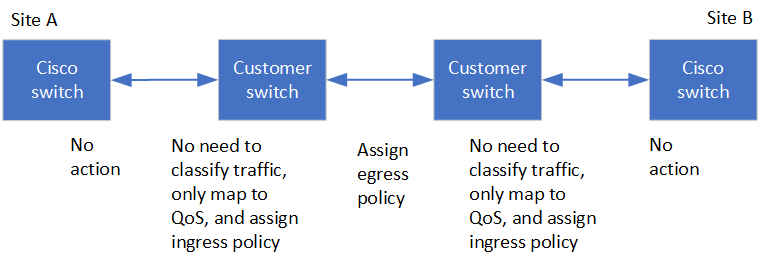 Site A
Site B
Cisco
switch
Customer
switch
Customer
switch
Cisco
switch
No
action
No need to
classify traffic,
only map to
QoS, and assign
ingress policy
Assign
egress
policy
No need to
classify traffic,
only map to
QoS, and assign
ingress policy
No
action